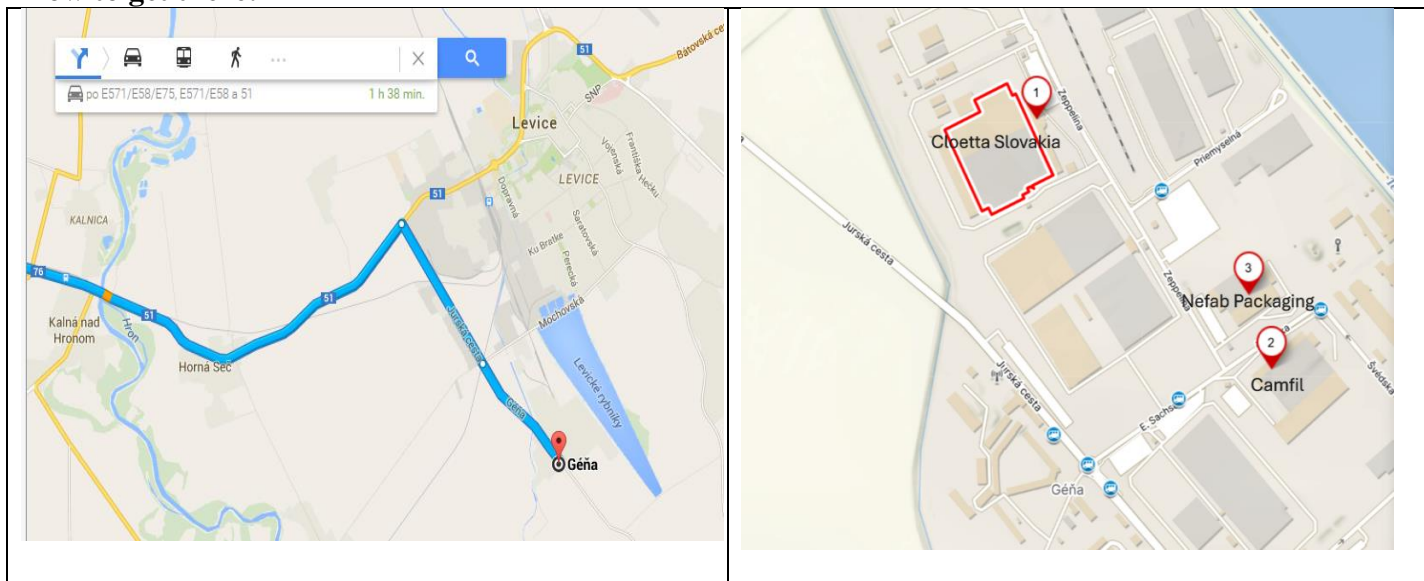 po E571/E58/E75, E571/E58 a 51
1 h 38 min.
51
Bátovská
SNP
Levice
Vojenská
Františka Hečku
LEVICE
Dopravná
51
Saratovská
KALNICA
Ku Bratke
Perecká
76
51
51
Mochovská
Jurská cesta
Kalná nad
Hronom
Hron
Horná Seč
Levické rybníky
Géňa
Géňa
1
Zeppelina
Cloetta Slovakia
Priemyselná
Jurská cesta
3
Zeppelina
Nefab Packaging
2
Camfil
Švédska
Jurská cesta
E. Sachsa
Géňa